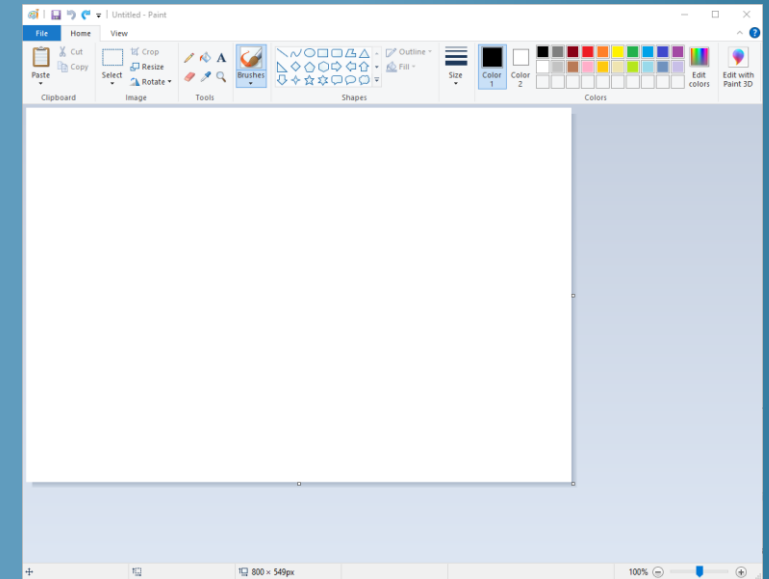 Untitled - Paint
File Home View
Paste
Cut
Copy
Clipboard
Select
Crop
Resize
Rotate
Image
A
Tools
Brushes
Shapes
Outline
Fill
Size
Color 1
Color 2
Colors
Edit colors
Edit with Paint 3D
800 × 549px
100%